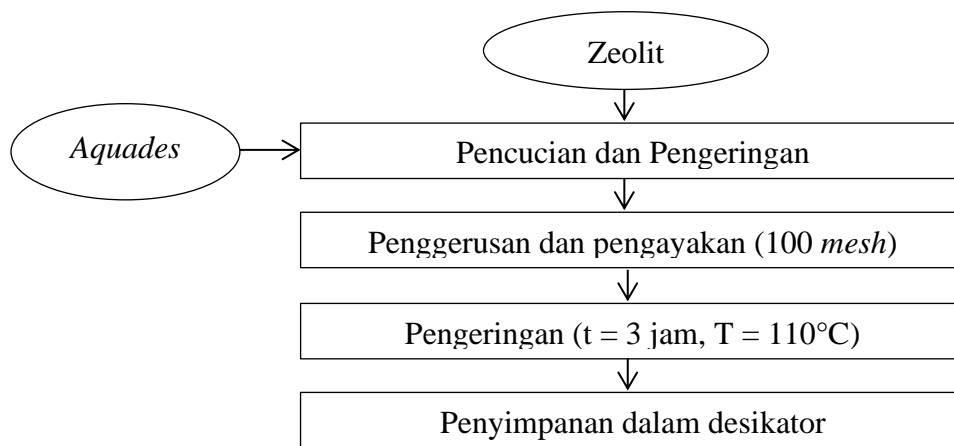 Zeolit
Aquades
Pencucian dan Pengeringan
Penggerusan dan pengayakan (100 mesh)
Pengeringan (t = 3 jam, T = 110°C)
Penyimpanan dalam desikator